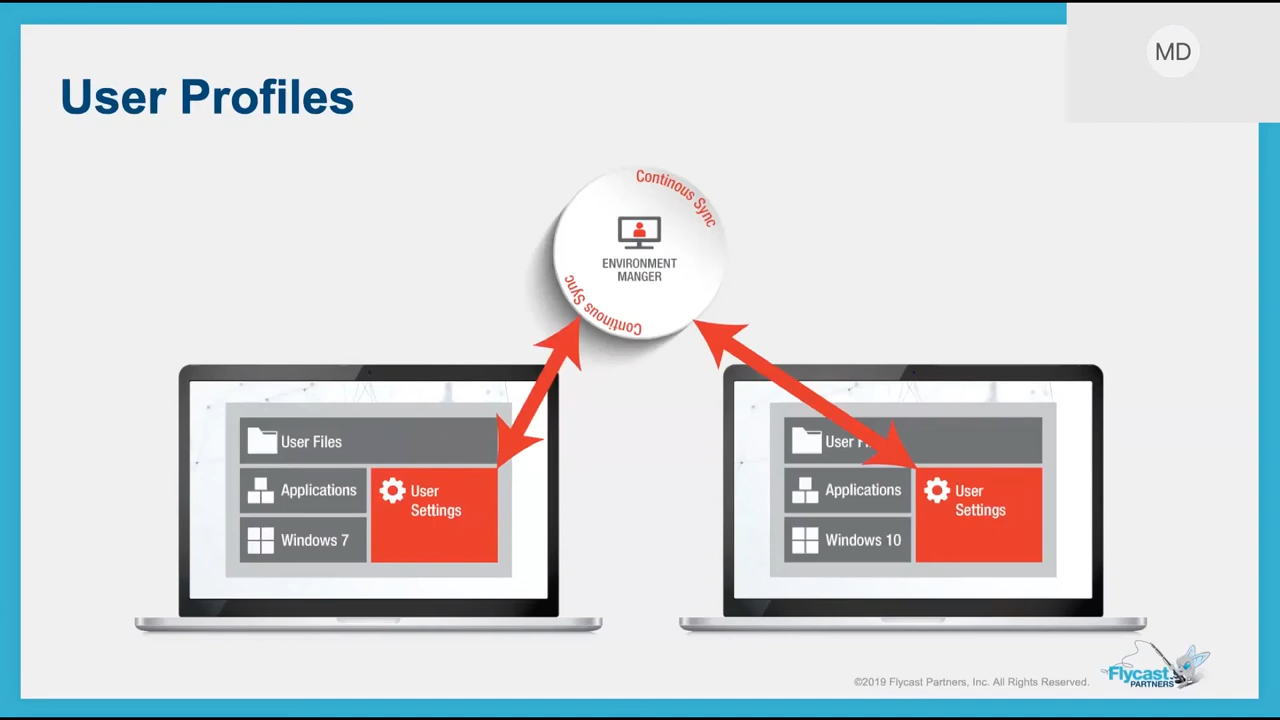 MD
User Profiles
Continous Sync
ENVIRONMENT
MANGER
Continous Sync
User Files
Applications
User
Settings
Windows 7
User Fi
Applications
User
Settings
Windows 10
©2019 Flycast Partners, Inc. All Rights Reserved.
Flycast
PARTNERS